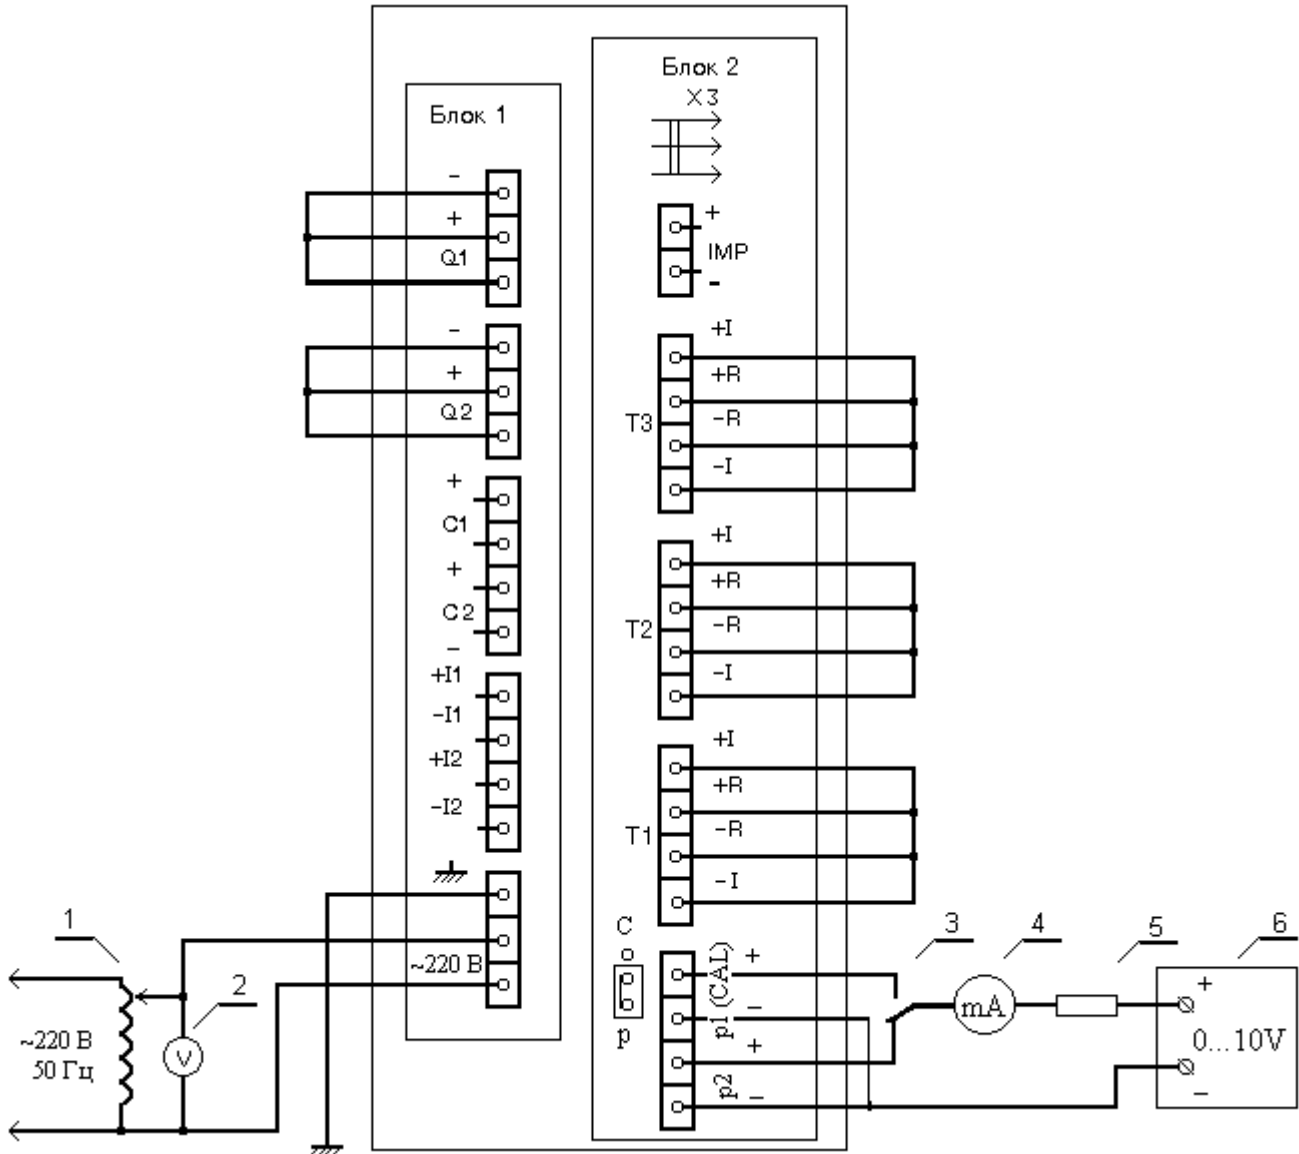 Блок 1
-
+
Q1
-
+
Q2
+
C1
+
C2
-
+I1
-I1
+I2
-I2
~220 В
Блок 2
X3
+
IMP
-
+I
+R
T3
-R
-I
+I
+R
T2
-R
-I
+I
+R
T1
-R
-I
C
p
p1 (CAL)
+
-
p2
+
-
1
2
~220 В
50 Гц
V
3
4
5
6
mA
+
0...10V
-